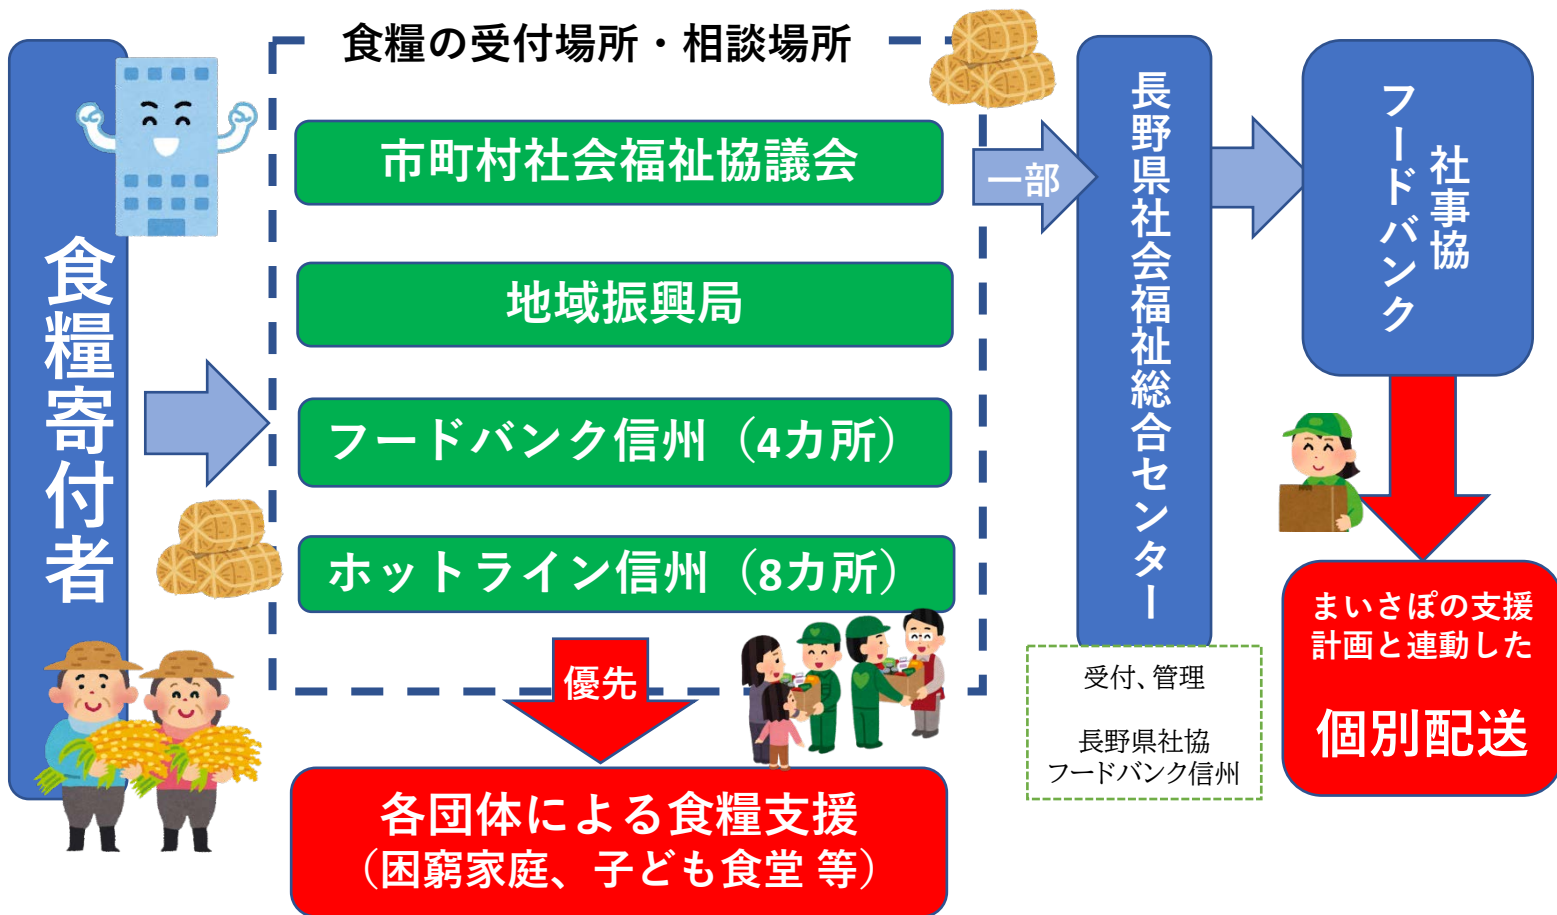 食糧寄付者
食糧の受付場所・相談場所
市町村社会福祉協議会
地域振興局
フードバンク信州（4カ所）
ホットライン信州（8カ所）
優先
各団体による食糧支援
（困窮家庭、子ども食堂 等）
一部
長野県社会福祉総合センター
受付、管理
長野県社協
フードバンク信州
社事協
フードバンク
まいさぽの支援
計画と連動した
個別配送